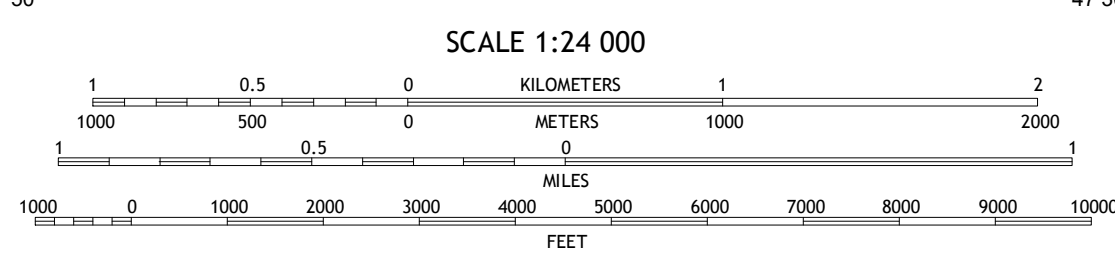 SCALE 1:24 000
1 0.5 0 KILOMETERS 1 2
1000 500 0 METERS 1000 2000
1 0.5 0 1
MILES
1000 0 1000 2000 3000 4000 5000 6000 7000 8000 9000 10000
FEET